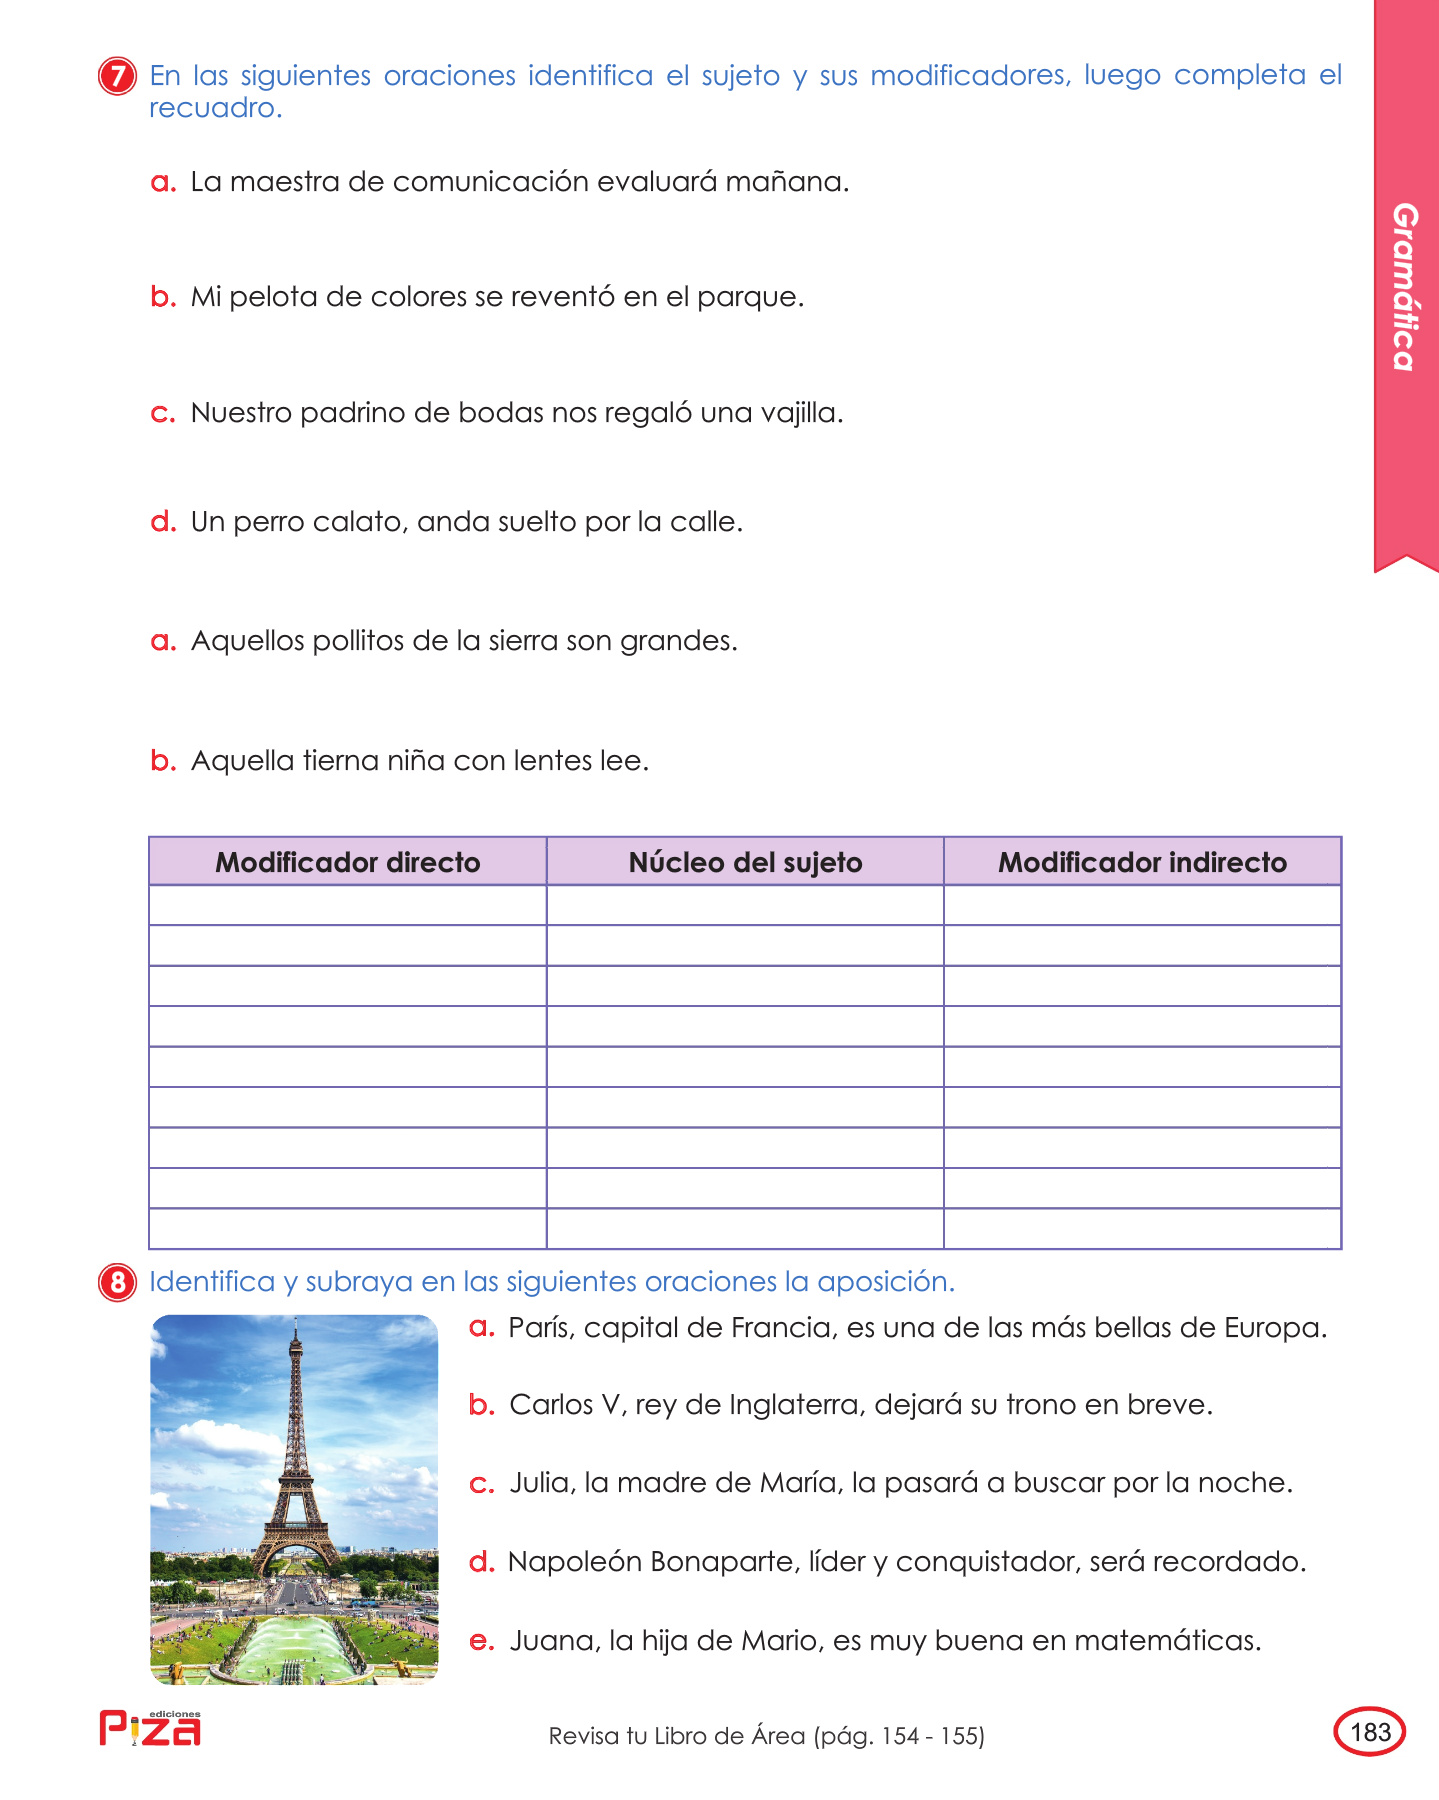 7 En las siguientes oraciones identifica el sujeto y sus modificadores, luego completa el
recuadro.
a. La maestra de comunicación evaluará mañana.
b. Mi pelota de colores se reventó en el parque.
c. Nuestro padrino de bodas nos regaló una vajilla.
d. Un perro calato, anda suelto por la calle.
a. Aquellos pollitos de la sierra son grandes.
b. Aquella tierna niña con lentes lee.
Gramática
Modificador directo Núcleo del sujeto Modificador indirecto
8 Identifica y subraya en las siguientes oraciones la aposición.
a. París, capital de Francia, es una de las más bellas de Europa.
b. Carlos V, rey de Inglaterra, dejará su trono en breve.
c. Julia, la madre de María, la pasará a buscar por la noche.
d. Napoleón Bonaparte, líder y conquistador, será recordado.
e. Juana, la hija de Mario, es muy buena en matemáticas.
ediciones
Piza
Revisa tu Libro de Área (pág. 154 - 155)
183